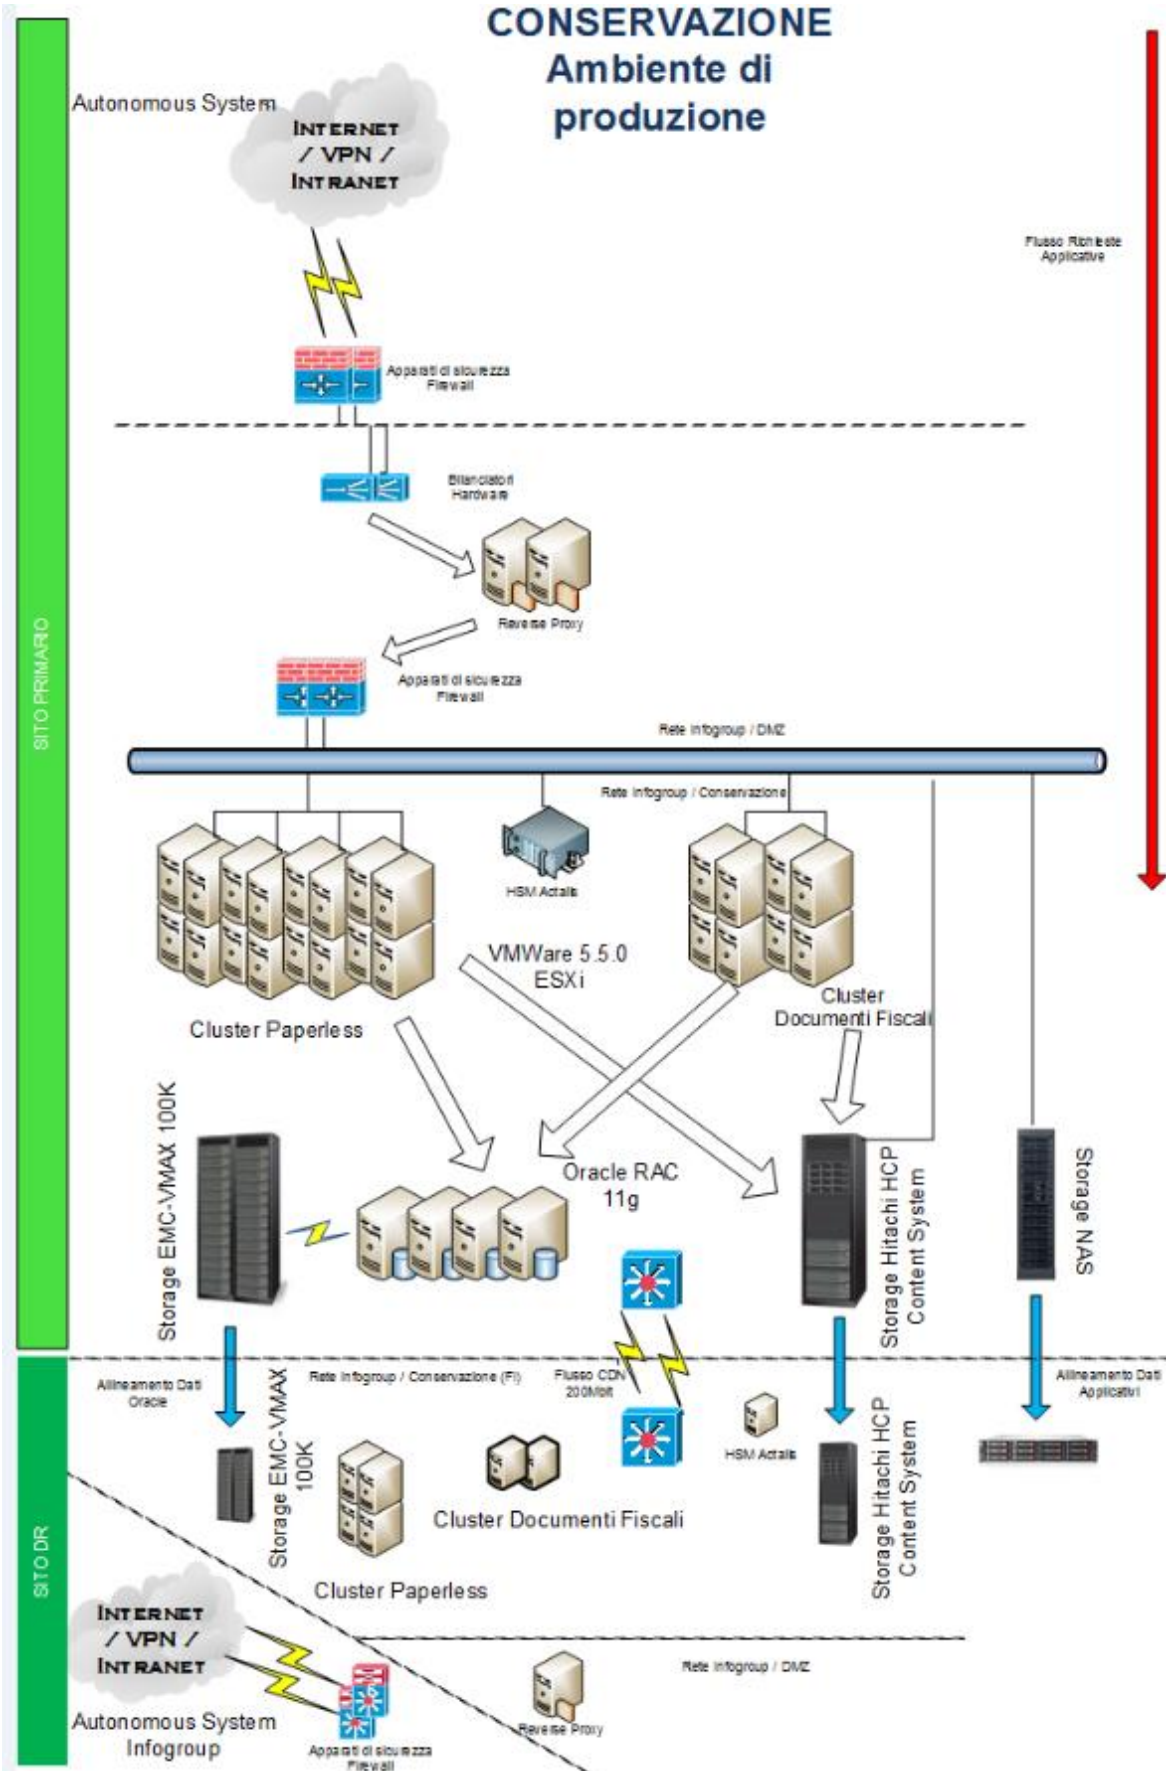 CONSERVAZIONE
Ambiente di
produzione
Autonomous System
INTERNET
/ VPN /
INTRANET
Flusso Richieste
Applicative
Apparati di sicurezza
Firewall
Bilanciatori
Hardware
Reverse Proxy
Apparati di sicurezza
Firewall
SITO PRIMARIO
Rete Infogroup / DMZ
Rete Infogroup / Conservazione
HSM Actalis
VMWare 5.5.0
ESXi
Cluster Paperless
Cluster
Documenti Fiscali
Storage EMC-VMAX 100K
Oracle RAC
11g
Storage Hitachi HCP
Content System
Storage NAS
Allineamento Dati
Oracle
Rete Infogroup / Conservazione (FI)
Flusso CDN
200Mbit
Allineamento Dati
Applicativi
HSM Actalis
Storage EMC-VMAX
100K
Cluster Documenti Fiscali
Storage Hitachi HCP
Content System
Cluster Paperless
SITO DR
INTERNET
/ VPN /
INTRANET
Rete Infogroup / DMZ
Autonomous System
Infogroup
Reverse Proxy
Apparati di sicurezza
Firewall